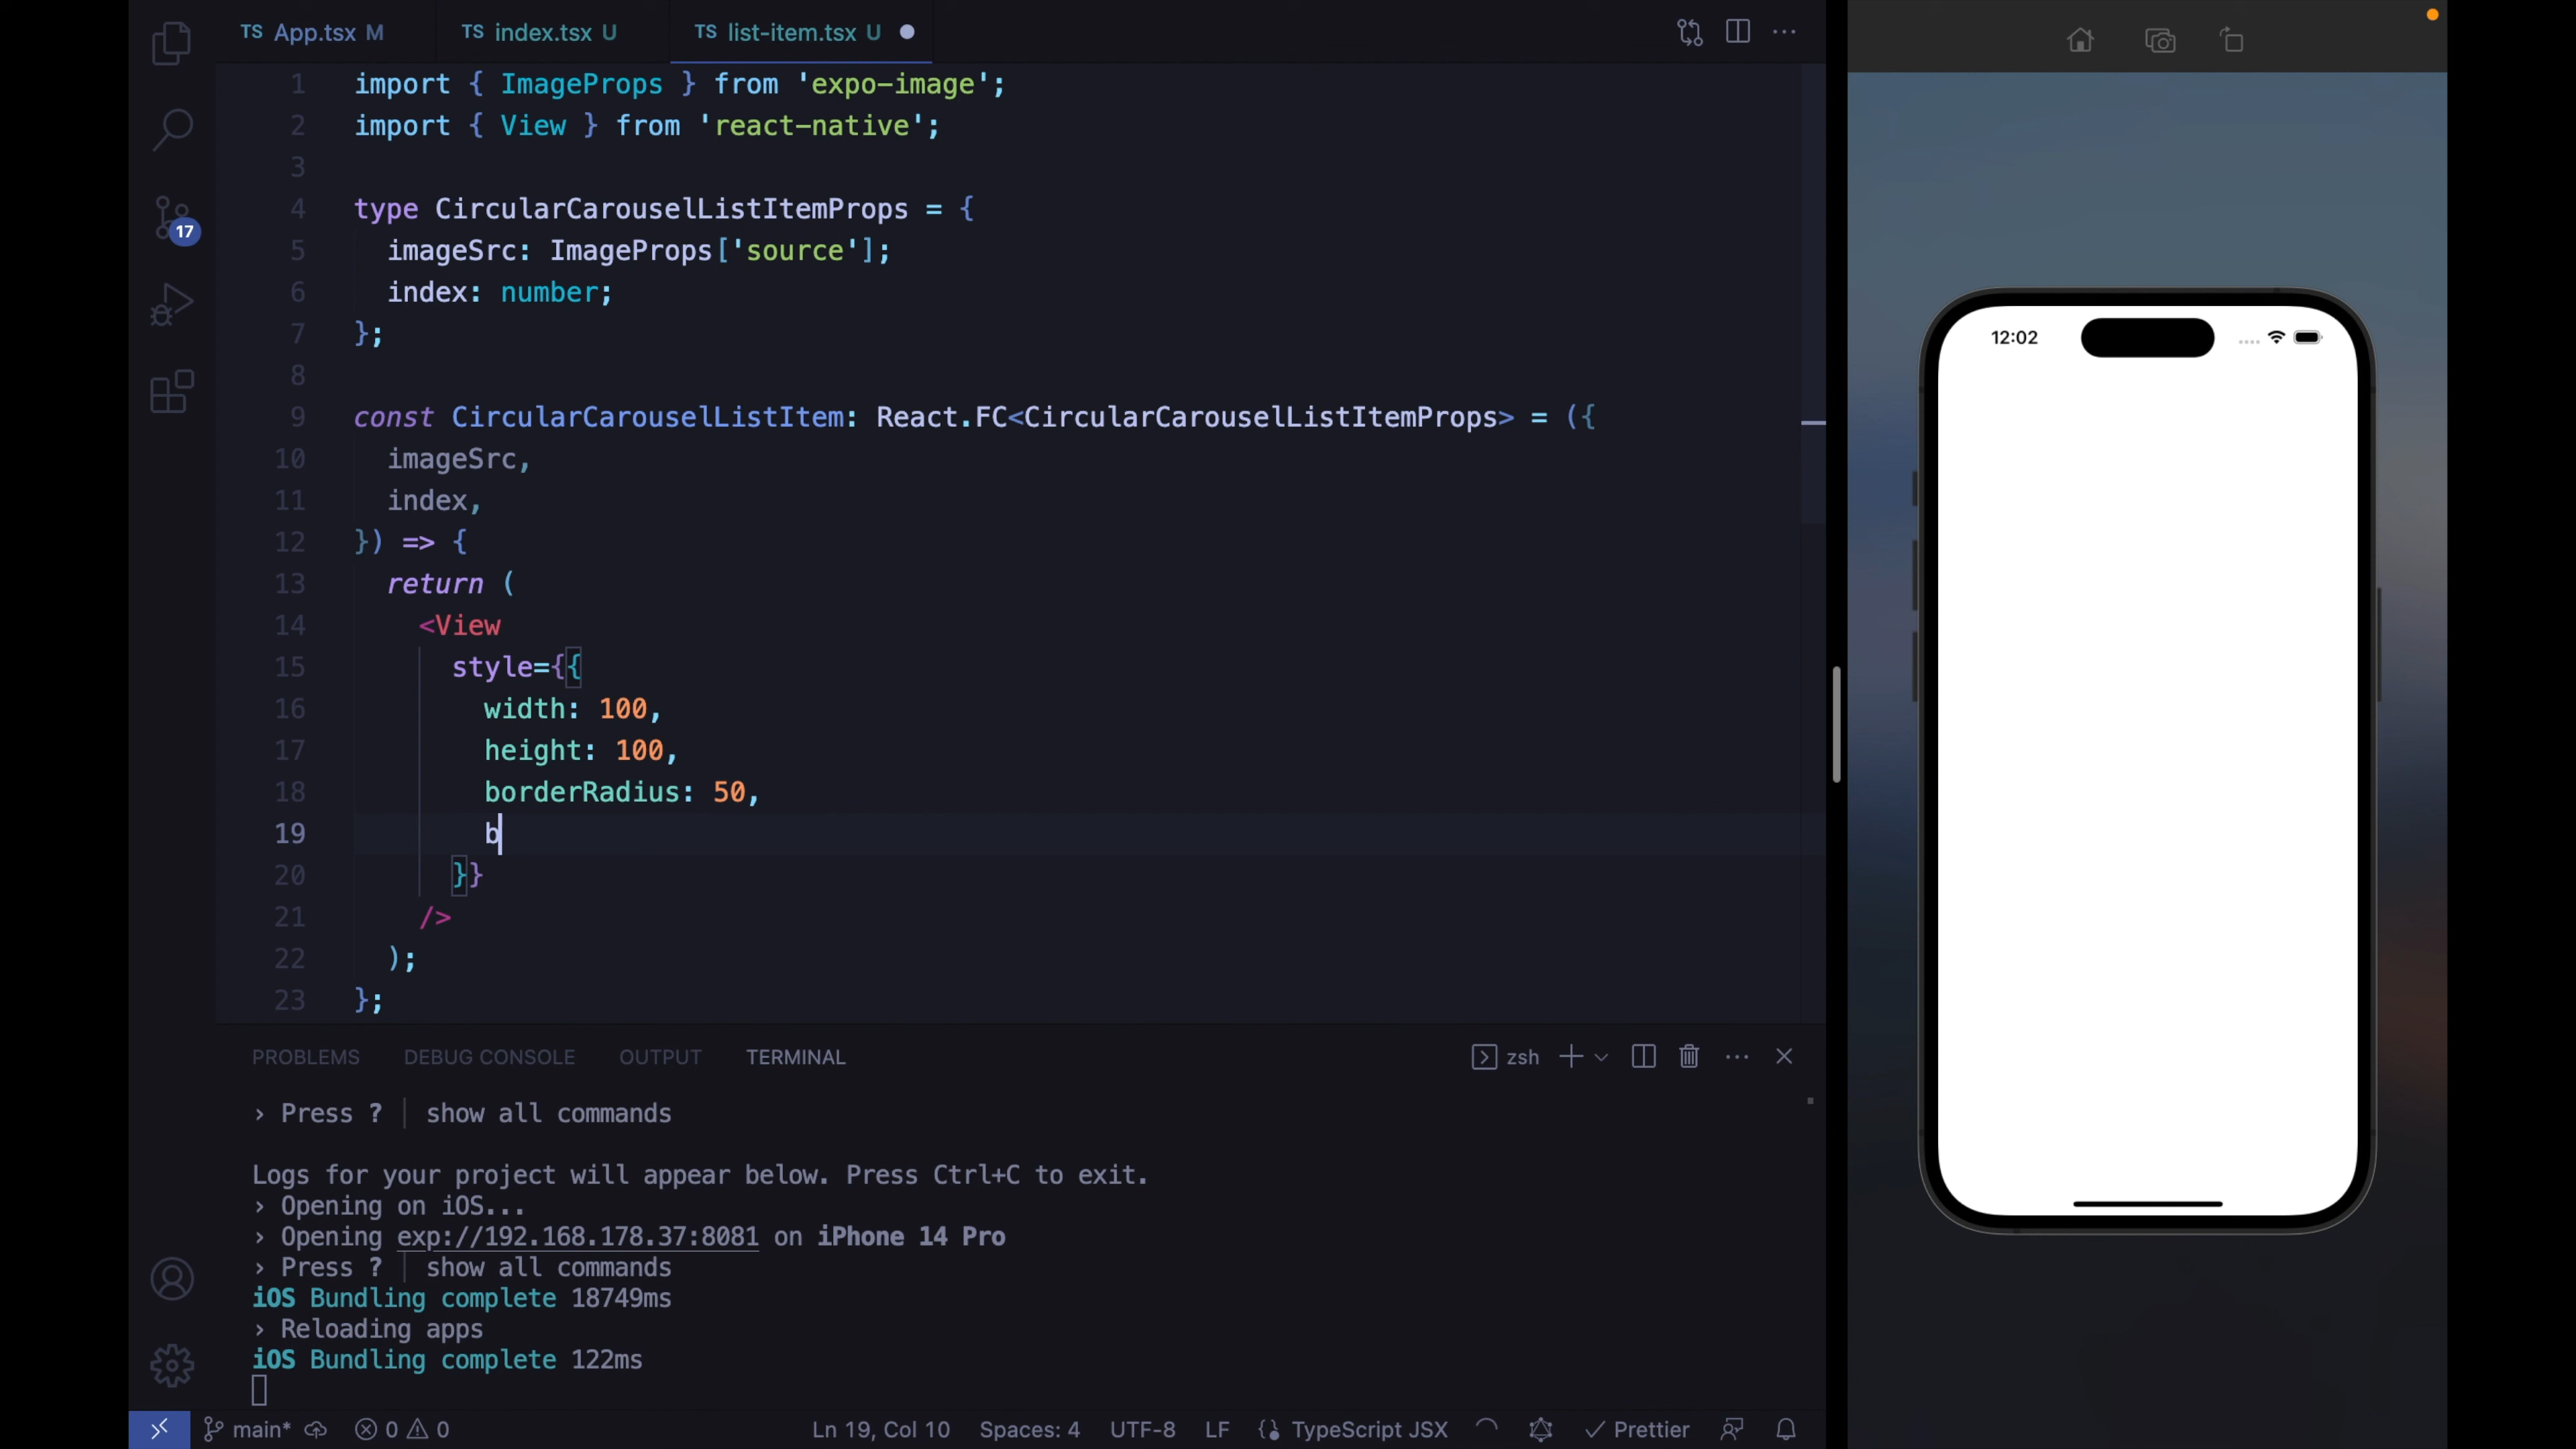 TS App.tsx M TS index.tsx U TS list-item.tsx U
1 import { ImageProps } from 'expo-image';
2 import { View } from 'react-native';
3
4 type CircularCarouselListItemProps = {
5 imageSrc: ImageProps['source'];
6 index: number;
7 };
8
9 const CircularCarouselListItem: React.FC<CircularCarouselListItemProps> = ({
10 imageSrc,
11 index,
12 }) => {
13 return (
14 <View
15 style={{
16 width: 100,
17 height: 100,
18 borderRadius: 50,
19 b
20 }}
21 />
22 );
23 };
17
PROBLEMS DEBUG CONSOLE OUTPUT TERMINAL zsh
› Press ? │ show all commands
Logs for your project will appear below. Press Ctrl+C to exit.
› Opening on iOS...
› Opening exp://192.168.178.37:8081 on iPhone 14 Pro
› Press ? │ show all commands
iOS Bundling complete 18749ms
› Reloading apps
iOS Bundling complete 122ms
main* 0 0 Ln 19, Col 10 Spaces: 4 UTF-8 LF TypeScript JSX Prettier
12:02